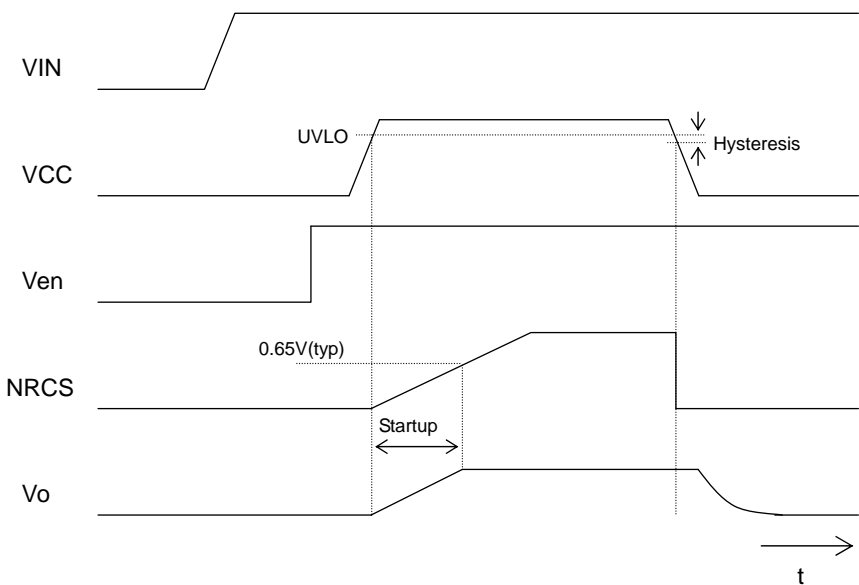 VIN
UVLO
Hysteresis
VCC
Ven
0.65V(typ)
NRCS
Startup
Vo
t